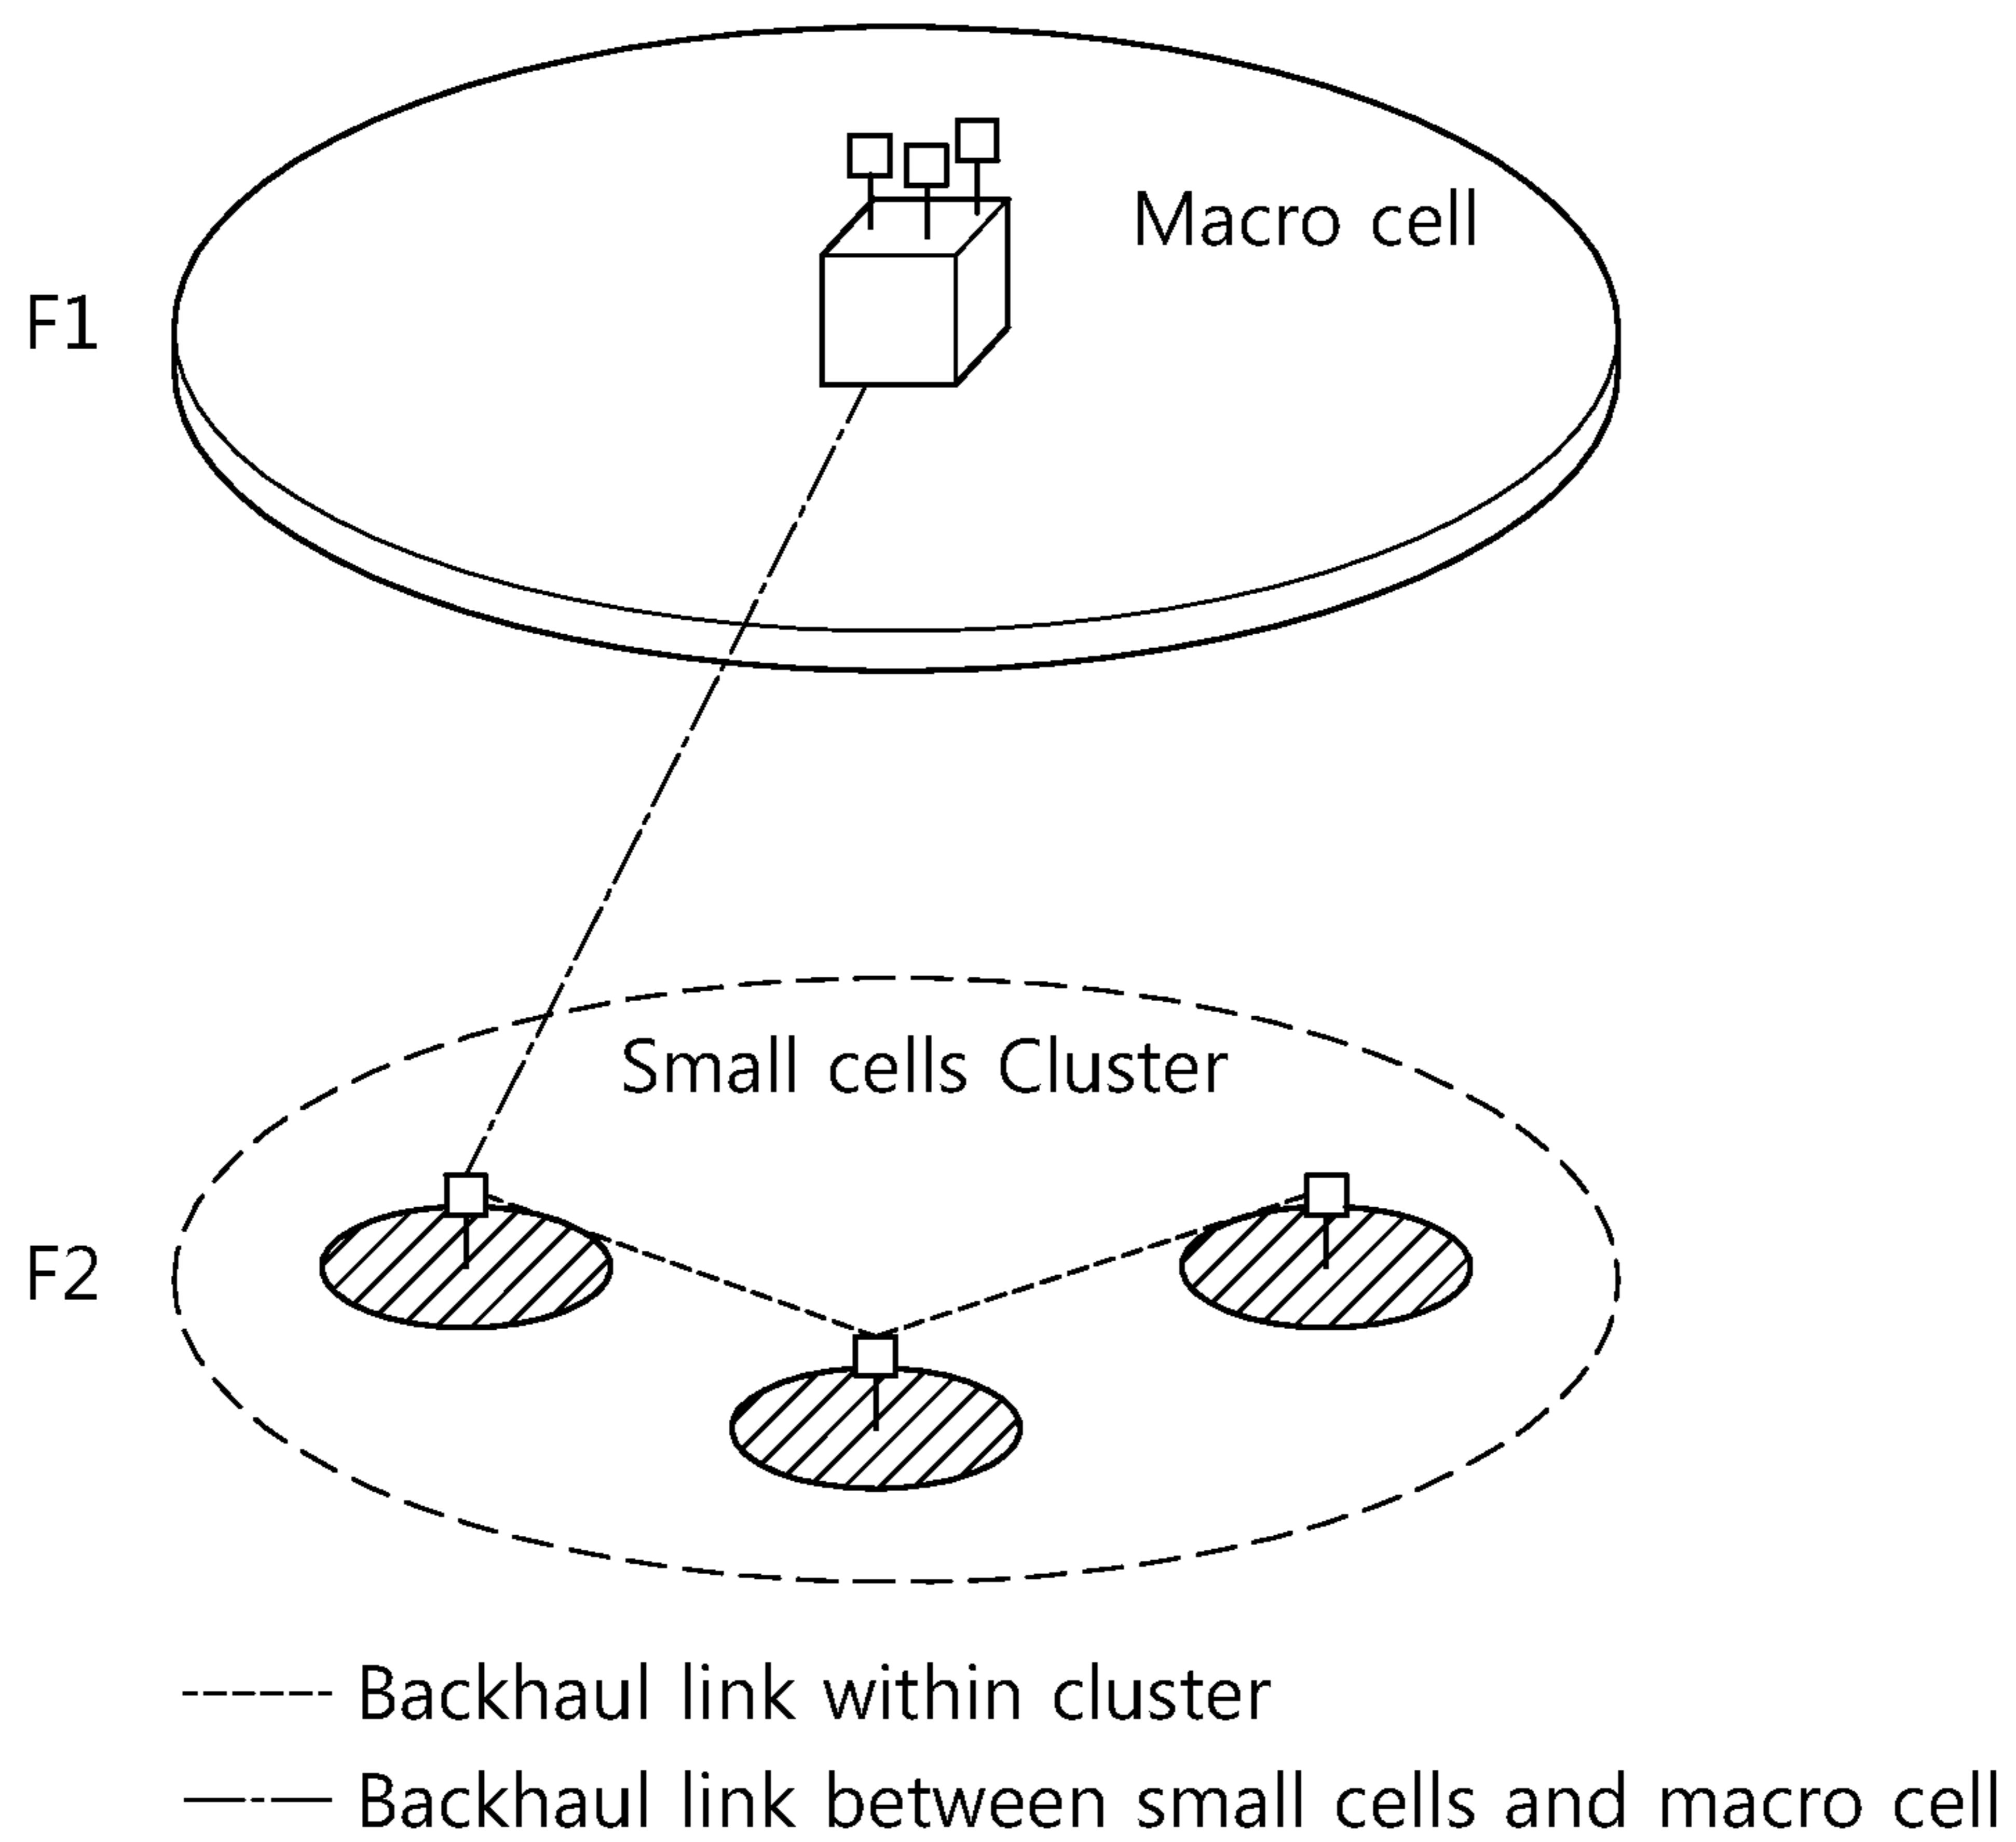 Macro cell
F1
Small cells Cluster
F2
Backhaul link within cluster
Backhaul link between small cells and macro cell